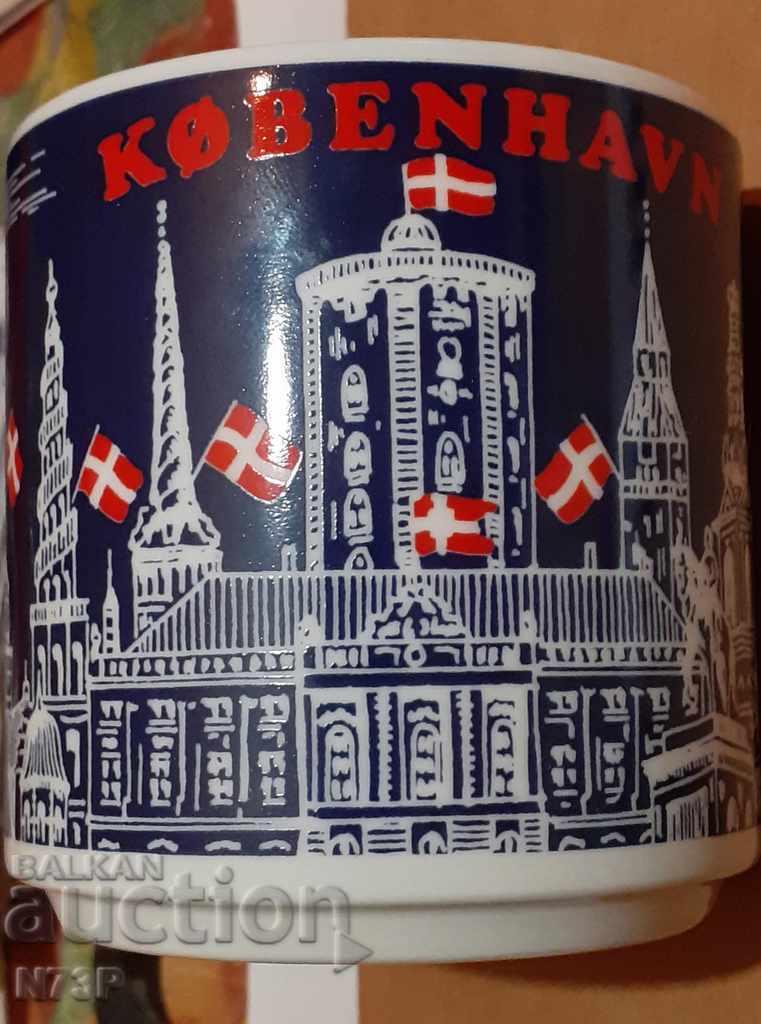 KØBENHAVN
BALKAN
auction
N73P